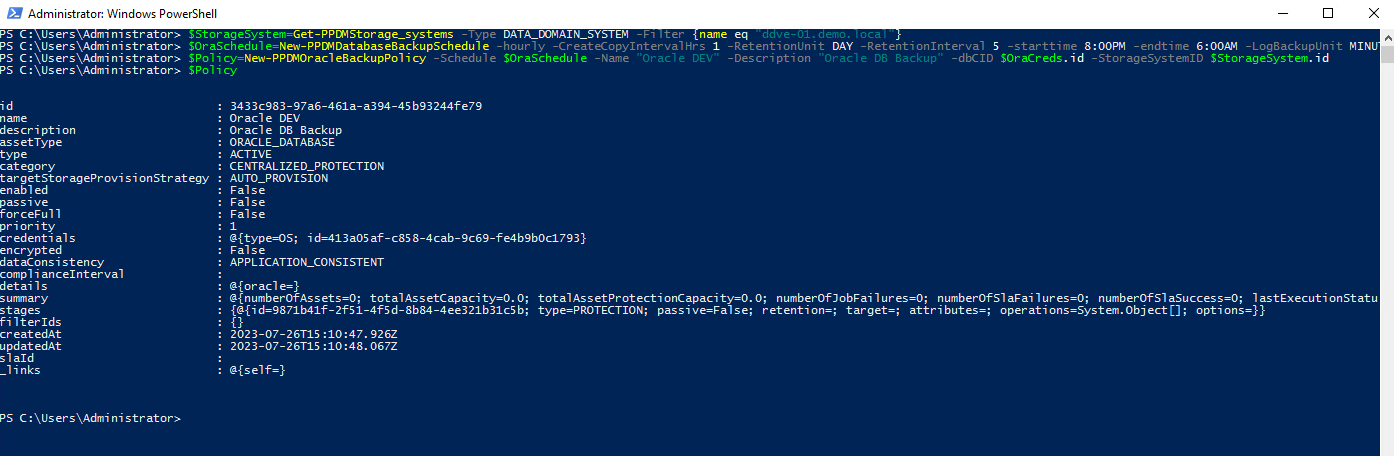 Administrator: Windows PowerShell
PS C:\Users\Administrator> $StorageSystem=Get-PPDMStorage_systems -Type DATA_DOMAIN_SYSTEM -Filter {name eq "ddve-01.demo.local"}
PS C:\Users\Administrator> $OraSchedule=New-PPDMDatabaseBackupSchedule -hourly -CreateCopyIntervalHrs 1 -RetentionUnit DAY -RetentionInterval 5 -starttime 8:00PM -endtime 6:00AM -LogBackupUnit MINUT
PS C:\Users\Administrator> $Policy=New-PPDMOracleBackupPolicy -Schedule $OraSchedule -Name "Oracle DEV" -Description "Oracle DB Backup" -dbCID $OraCreds.id -StorageSystemID $StorageSystem.id
PS C:\Users\Administrator> $Policy
id : 3433c983-97a6-461a-a394-45b93244fe79
name : Oracle DEV
description : Oracle DB Backup
assetType : ORACLE_DATABASE
type : ACTIVE
category : CENTRALIZED_PROTECTION
targetStorageProvisionStrategy : AUTO_PROVISION
enabled : False
passive : False
forceFull : False
priority : 1
credentials : @{type=OS; id=413a05af-c858-4cab-9c69-fe4b9b0c1793}
encrypted : False
dataConsistency : APPLICATION_CONSISTENT
complianceInterval :
details : @{oracle=}
summary : @{numberOfAssets=0; totalAssetCapacity=0.0; totalAssetProtectionCapacity=0.0; numberOfJobFailures=0; numberOfSlaFailures=0; numberOfSlaSuccess=0; lastExecutionStatu
stages : {@{id=9871b41f-2f51-4f5d-8b84-4ee321b31c5b; type=PROTECTION; passive=False; retention=; target=; attributes=; operations=System.Object[]; options=}}
filterIds : {}
createdAt : 2023-07-26T15:10:47.926Z
updatedAt : 2023-07-26T15:10:48.067Z
slaId :
_links : @{self=}
PS C:\Users\Administrator>